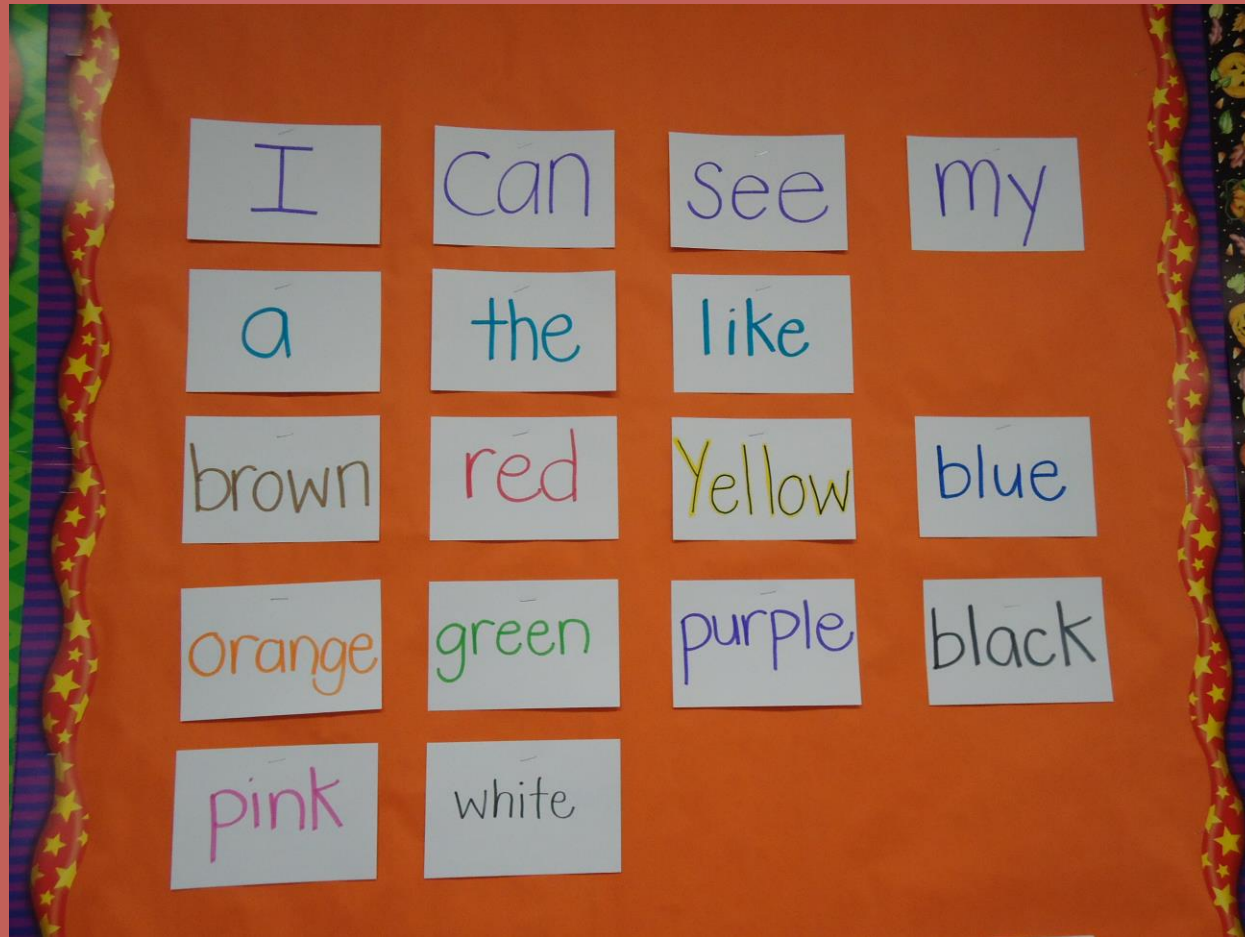 I can see my
a the like
brown red Yellow blue
orange green purple black
pink white